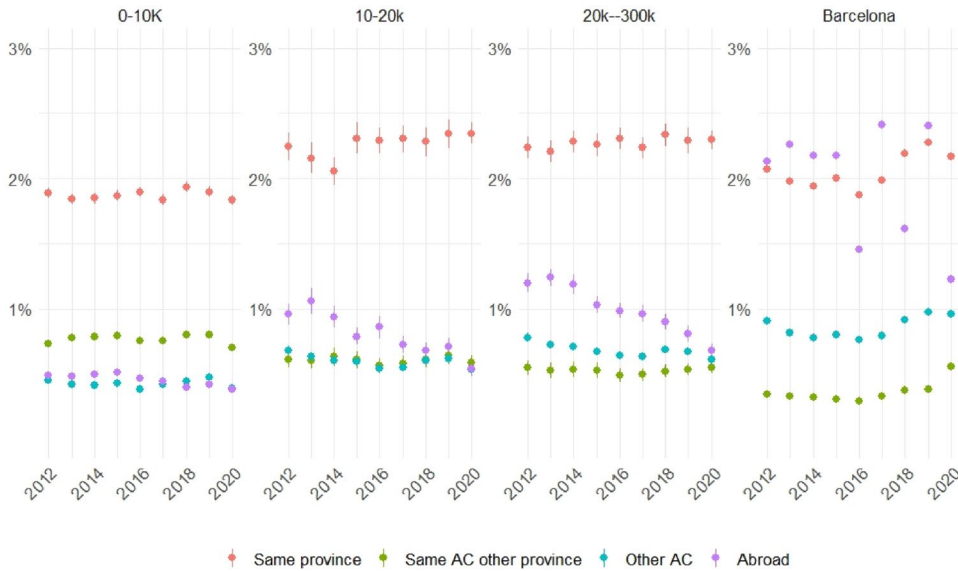 0-10K 10-20k 20k--300k Barcelona
3% 3% 3% 3%
2% 2% 2% 2%
1% 1% 1% 1%
2012 2014 2016 2018 2020 2012 2014 2016 2018 2020 2012 2014 2016 2018 2020 2012 2014 2016 2018 2020
Same province Same AC other province Other AC Abroad